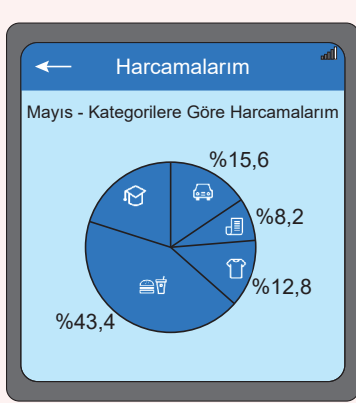 Harcamalarım
Mayıs - Kategorilere Göre Harcamalarım
%15,6
%8,2
%12,8
%43,4